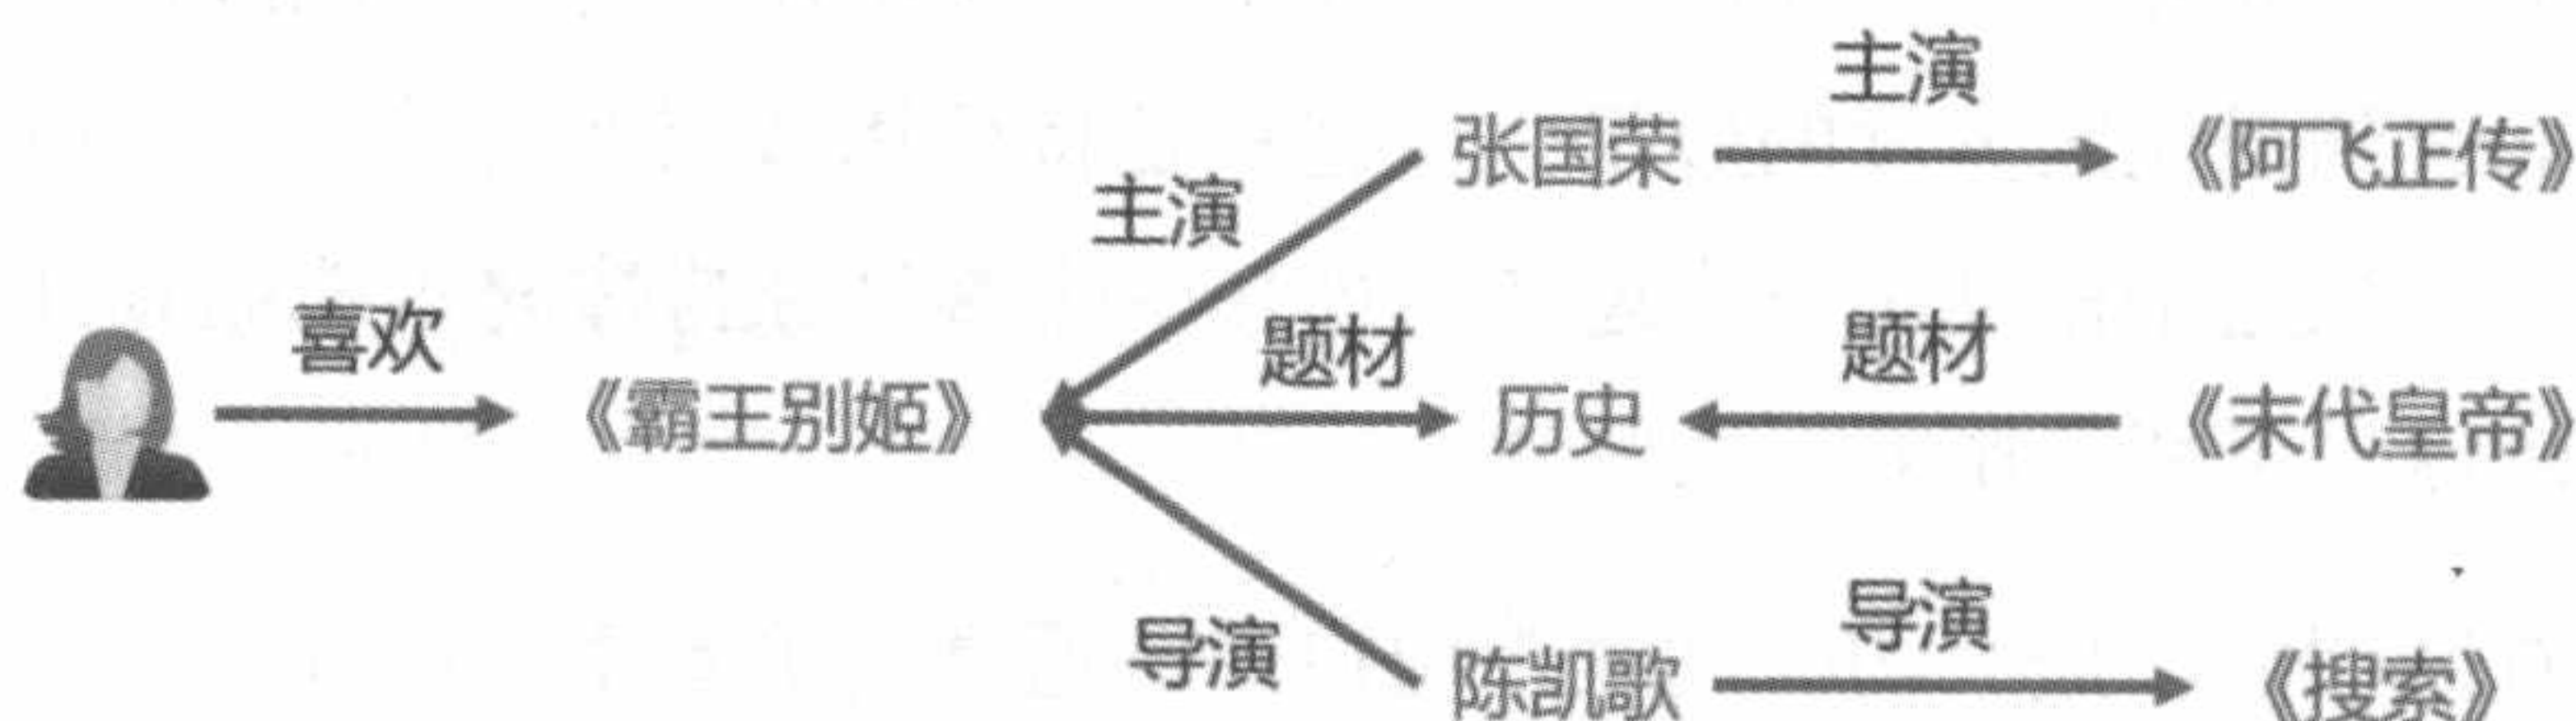 主演
张国荣
《阿飞正传》
主演
喜欢
题材
题材
《霸王别姬》
历史
《末代皇帝》
导演
导演
陈凯歌
《搜索》